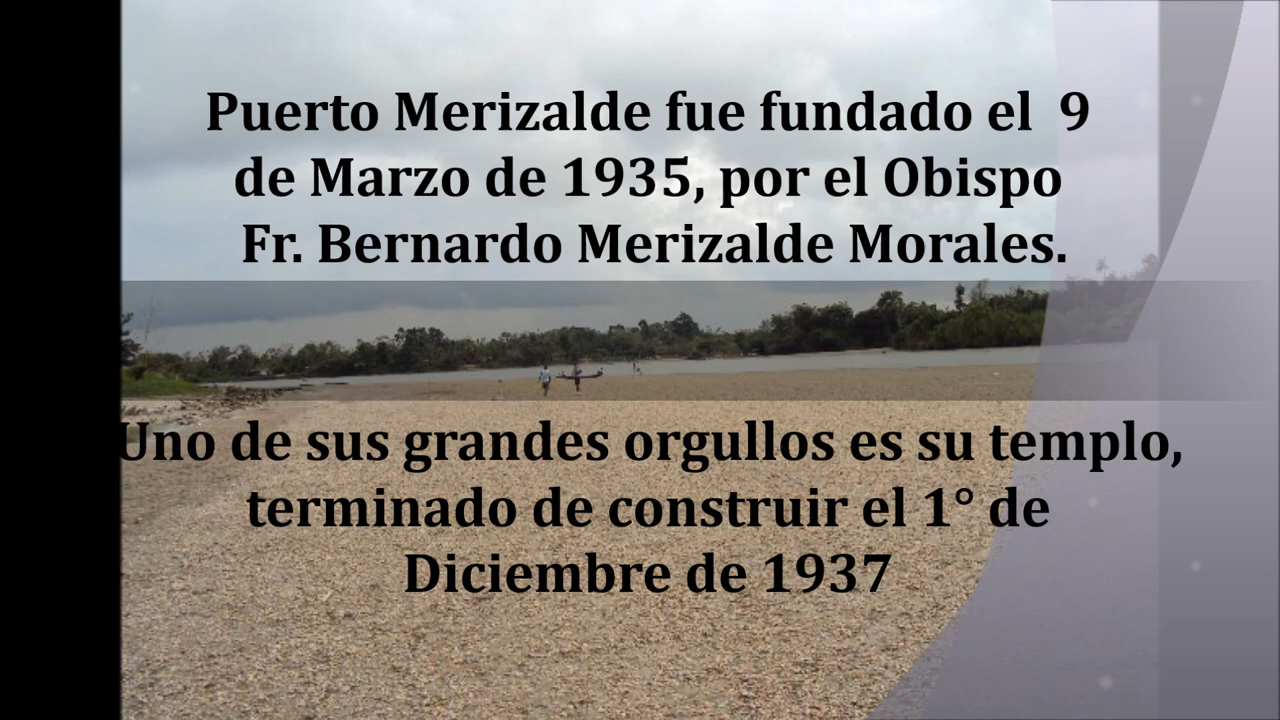 Puerto Merizalde fue fundado el  9
de Marzo de 1935, por el Obispo
Fr. Bernardo Merizalde Morales.
Uno de sus grandes orgullos es su templo,
terminado de construir el 1° de
Diciembre de 1937